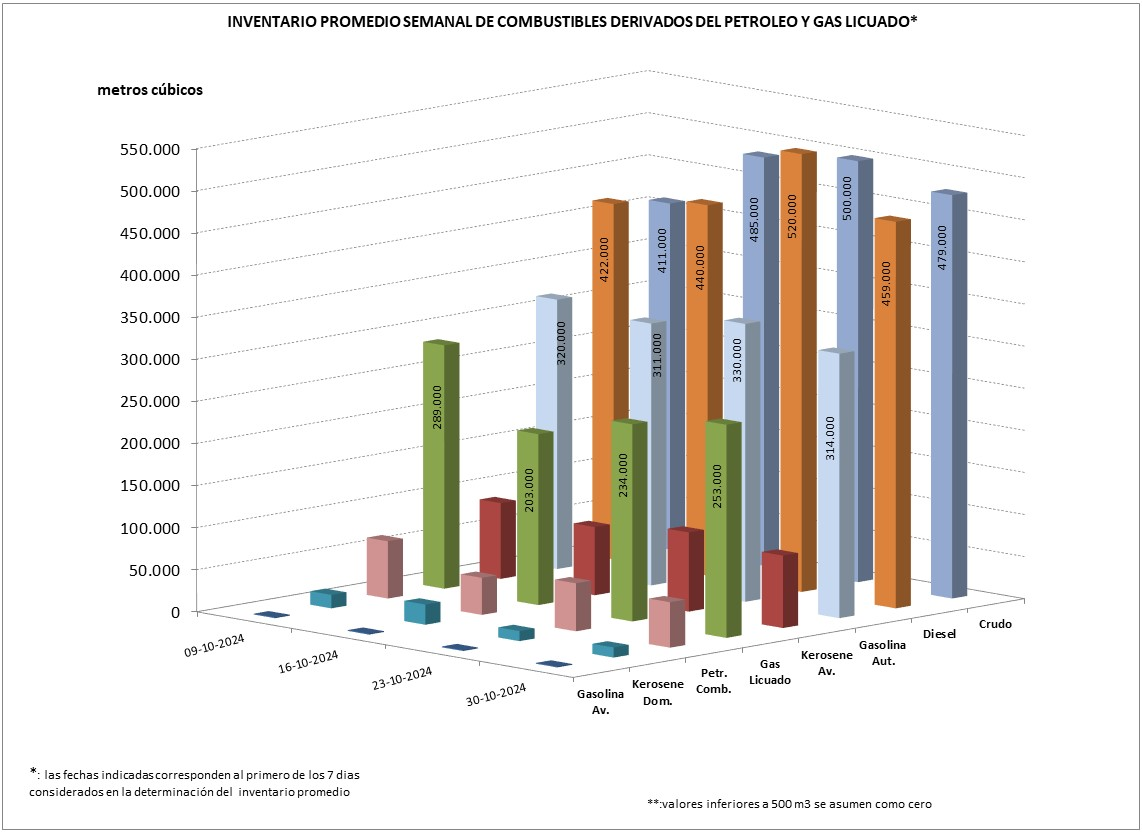 INVENTARIO PROMEDIO SEMANAL DE COMBUSTIBLES DERIVADOS DEL PETROLEO Y GAS LICUADO*
metros cúbicos
550.000
500.000
450.000
400.000
350.000
300.000
250.000
200.000
150.000
100.000
50.000
0
289.000
203.000
234.000
253.000
320.000
311.000
330.000
314.000
422.000
440.000
520.000
459.000
411.000
485.000
500.000
479.000
09-10-2024
16-10-2024
23-10-2024
30-10-2024
Gasolina
Av.
Kerosene
Dom.
Petr.
Comb.
Gas
Licuado
Kerosene
Av.
Gasolina
Aut.
Diesel
Crudo
*: las fechas indicadas corresponden al primero de los 7 dias
considerados en la determinación del inventario promedio
**:valores inferiores a 500 m3 se asumen como cero